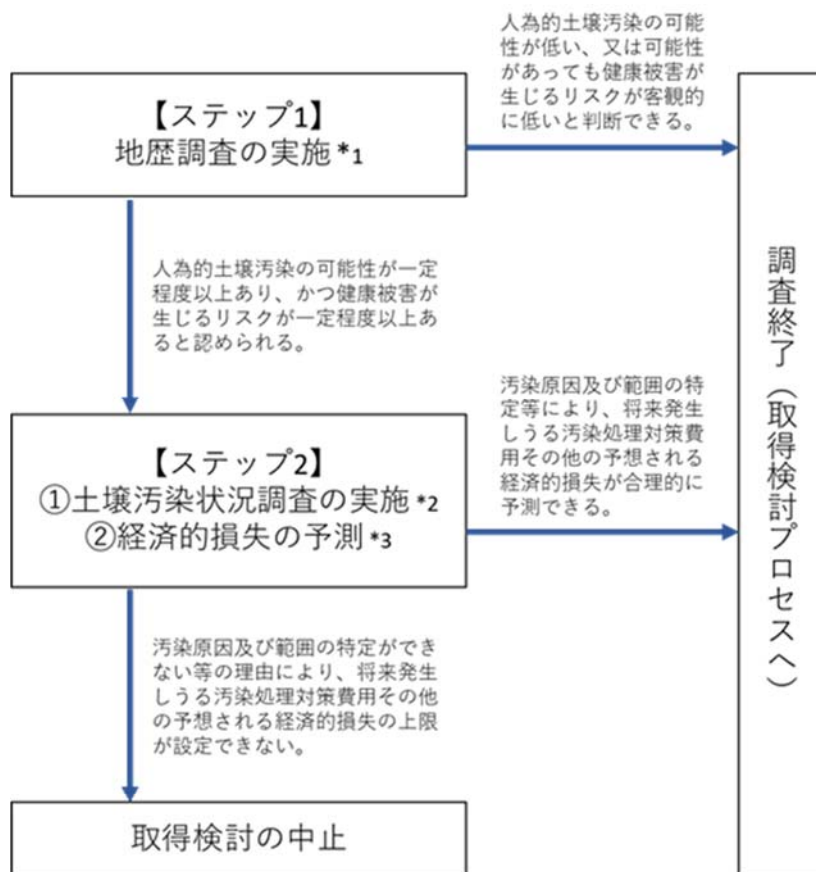 人為的土壌汚染の可能
性が低い、又は可能性
があっても健康被害が
生じるリスクが客観的
に低いと判断できる。
【ステップ1】
地歴調査の実施 *1
人為的土壌汚染の可能性が一定
程度以上あり、かつ健康被害が
生じるリスクが一定程度以上あ
ると認められる。
汚染原因及び範囲の特
定等により、将来発生
しうる汚染処理対策費
用その他の予想される
経済的損失が合理的に
予測できる。
【ステップ2】
①土壌汚染状況調査の実施 *2
②経済的損失の予測 *3
汚染原因及び範囲の特定ができ
ない等の理由により、将来発生
しうる汚染処理対策費用その他
の予想される経済的損失の上限
が設定できない。
取得検討の中止
調査終了（取得検討プロセスへ）